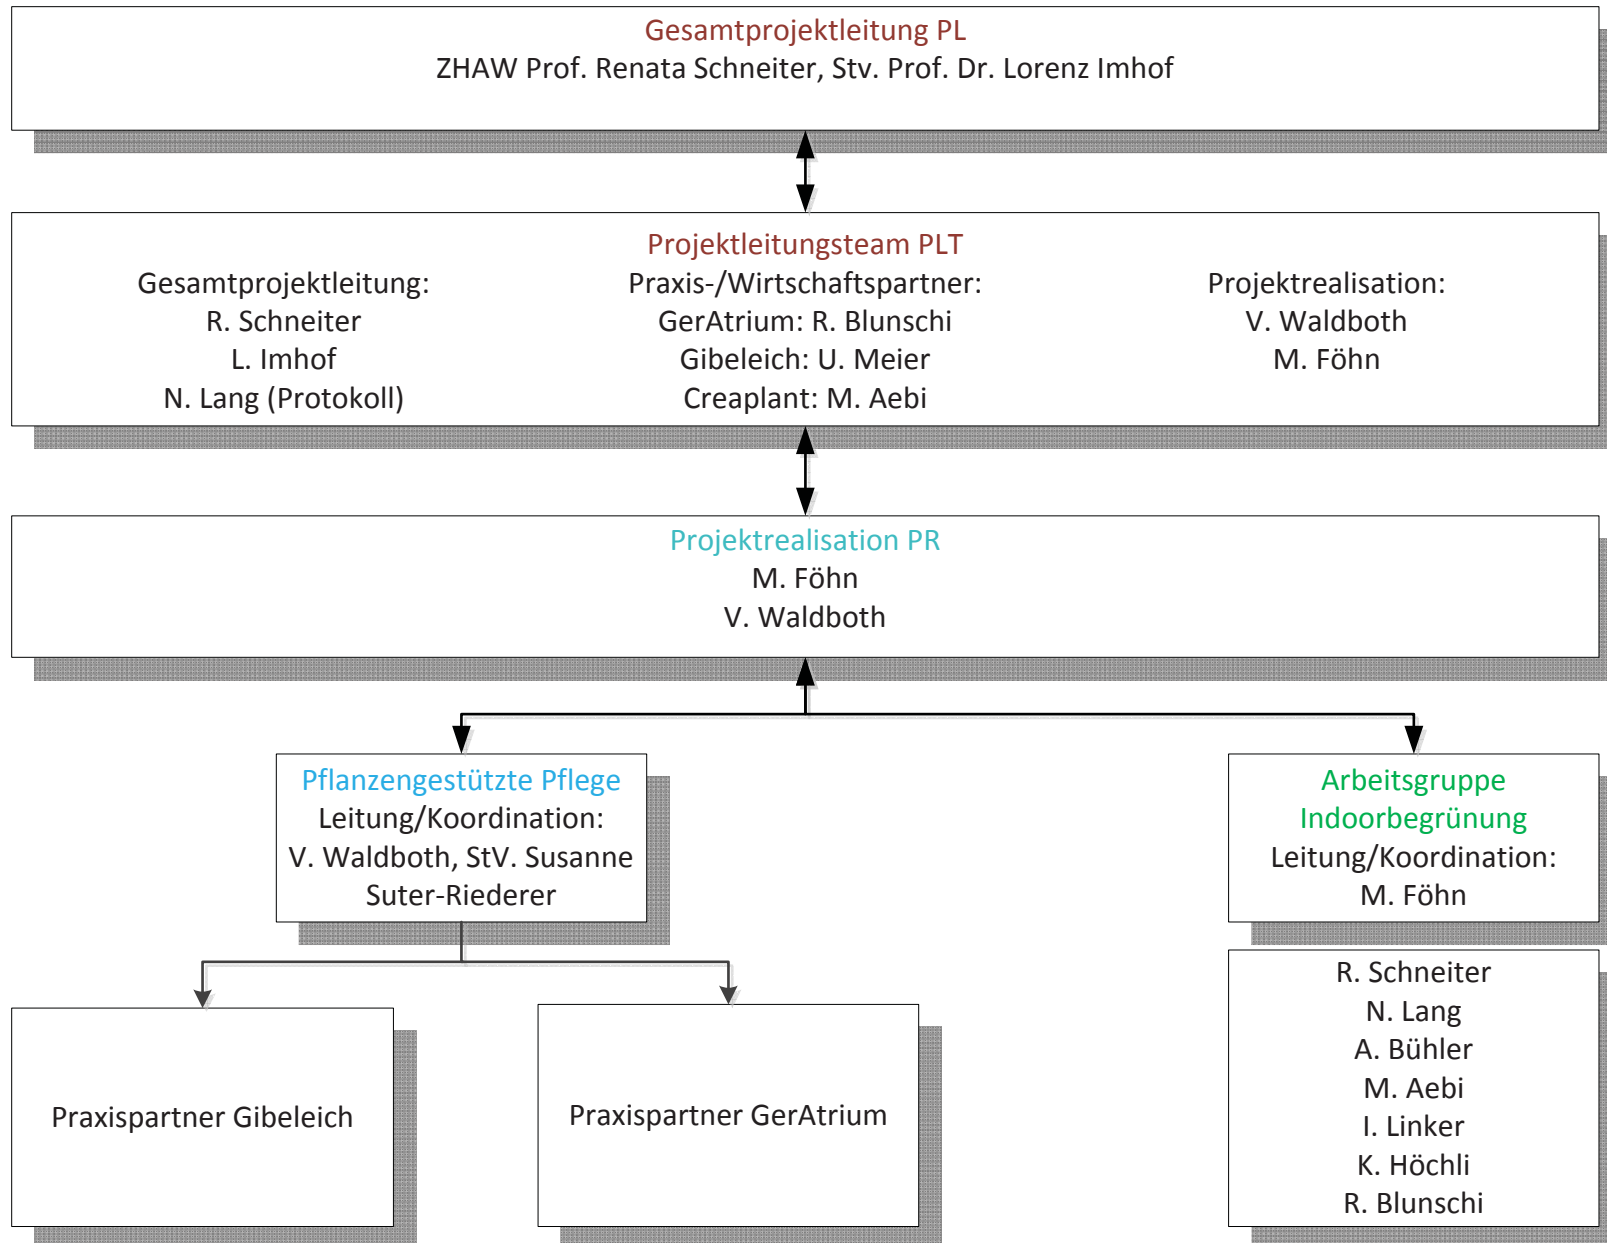 Gesamtprojektleitung PL
ZHAW Prof. Renata Schneiter, Stv. Prof. Dr. Lorenz Imhof
Projektleitungsteam PLT
Gesamtprojektleitung:
R. Schneiter
L. Imhof
N. Lang (Protokoll)
Praxis-/Wirtschaftspartner:
GerAtrium: R. Blunschi
Gibeleich: U. Meier
Creaplant: M. Aebi
Projektrealisation:
V. Waldboth
M. Föhn
Projektrealisation PR
M. Föhn
V. Waldboth
Pflanzengestützte Pflege
Leitung/Koordination:
V. Waldboth, StV. Susanne
Suter-Riederer
Praxispartner Gibeleich
Praxispartner GerAtrium
Arbeitsgruppe
Indoorbegrünung
Leitung/Koordination:
M. Föhn
R. Schneiter
N. Lang
A. Bühler
M. Aebi
I. Linker
K. Höchli
R. Blunschi